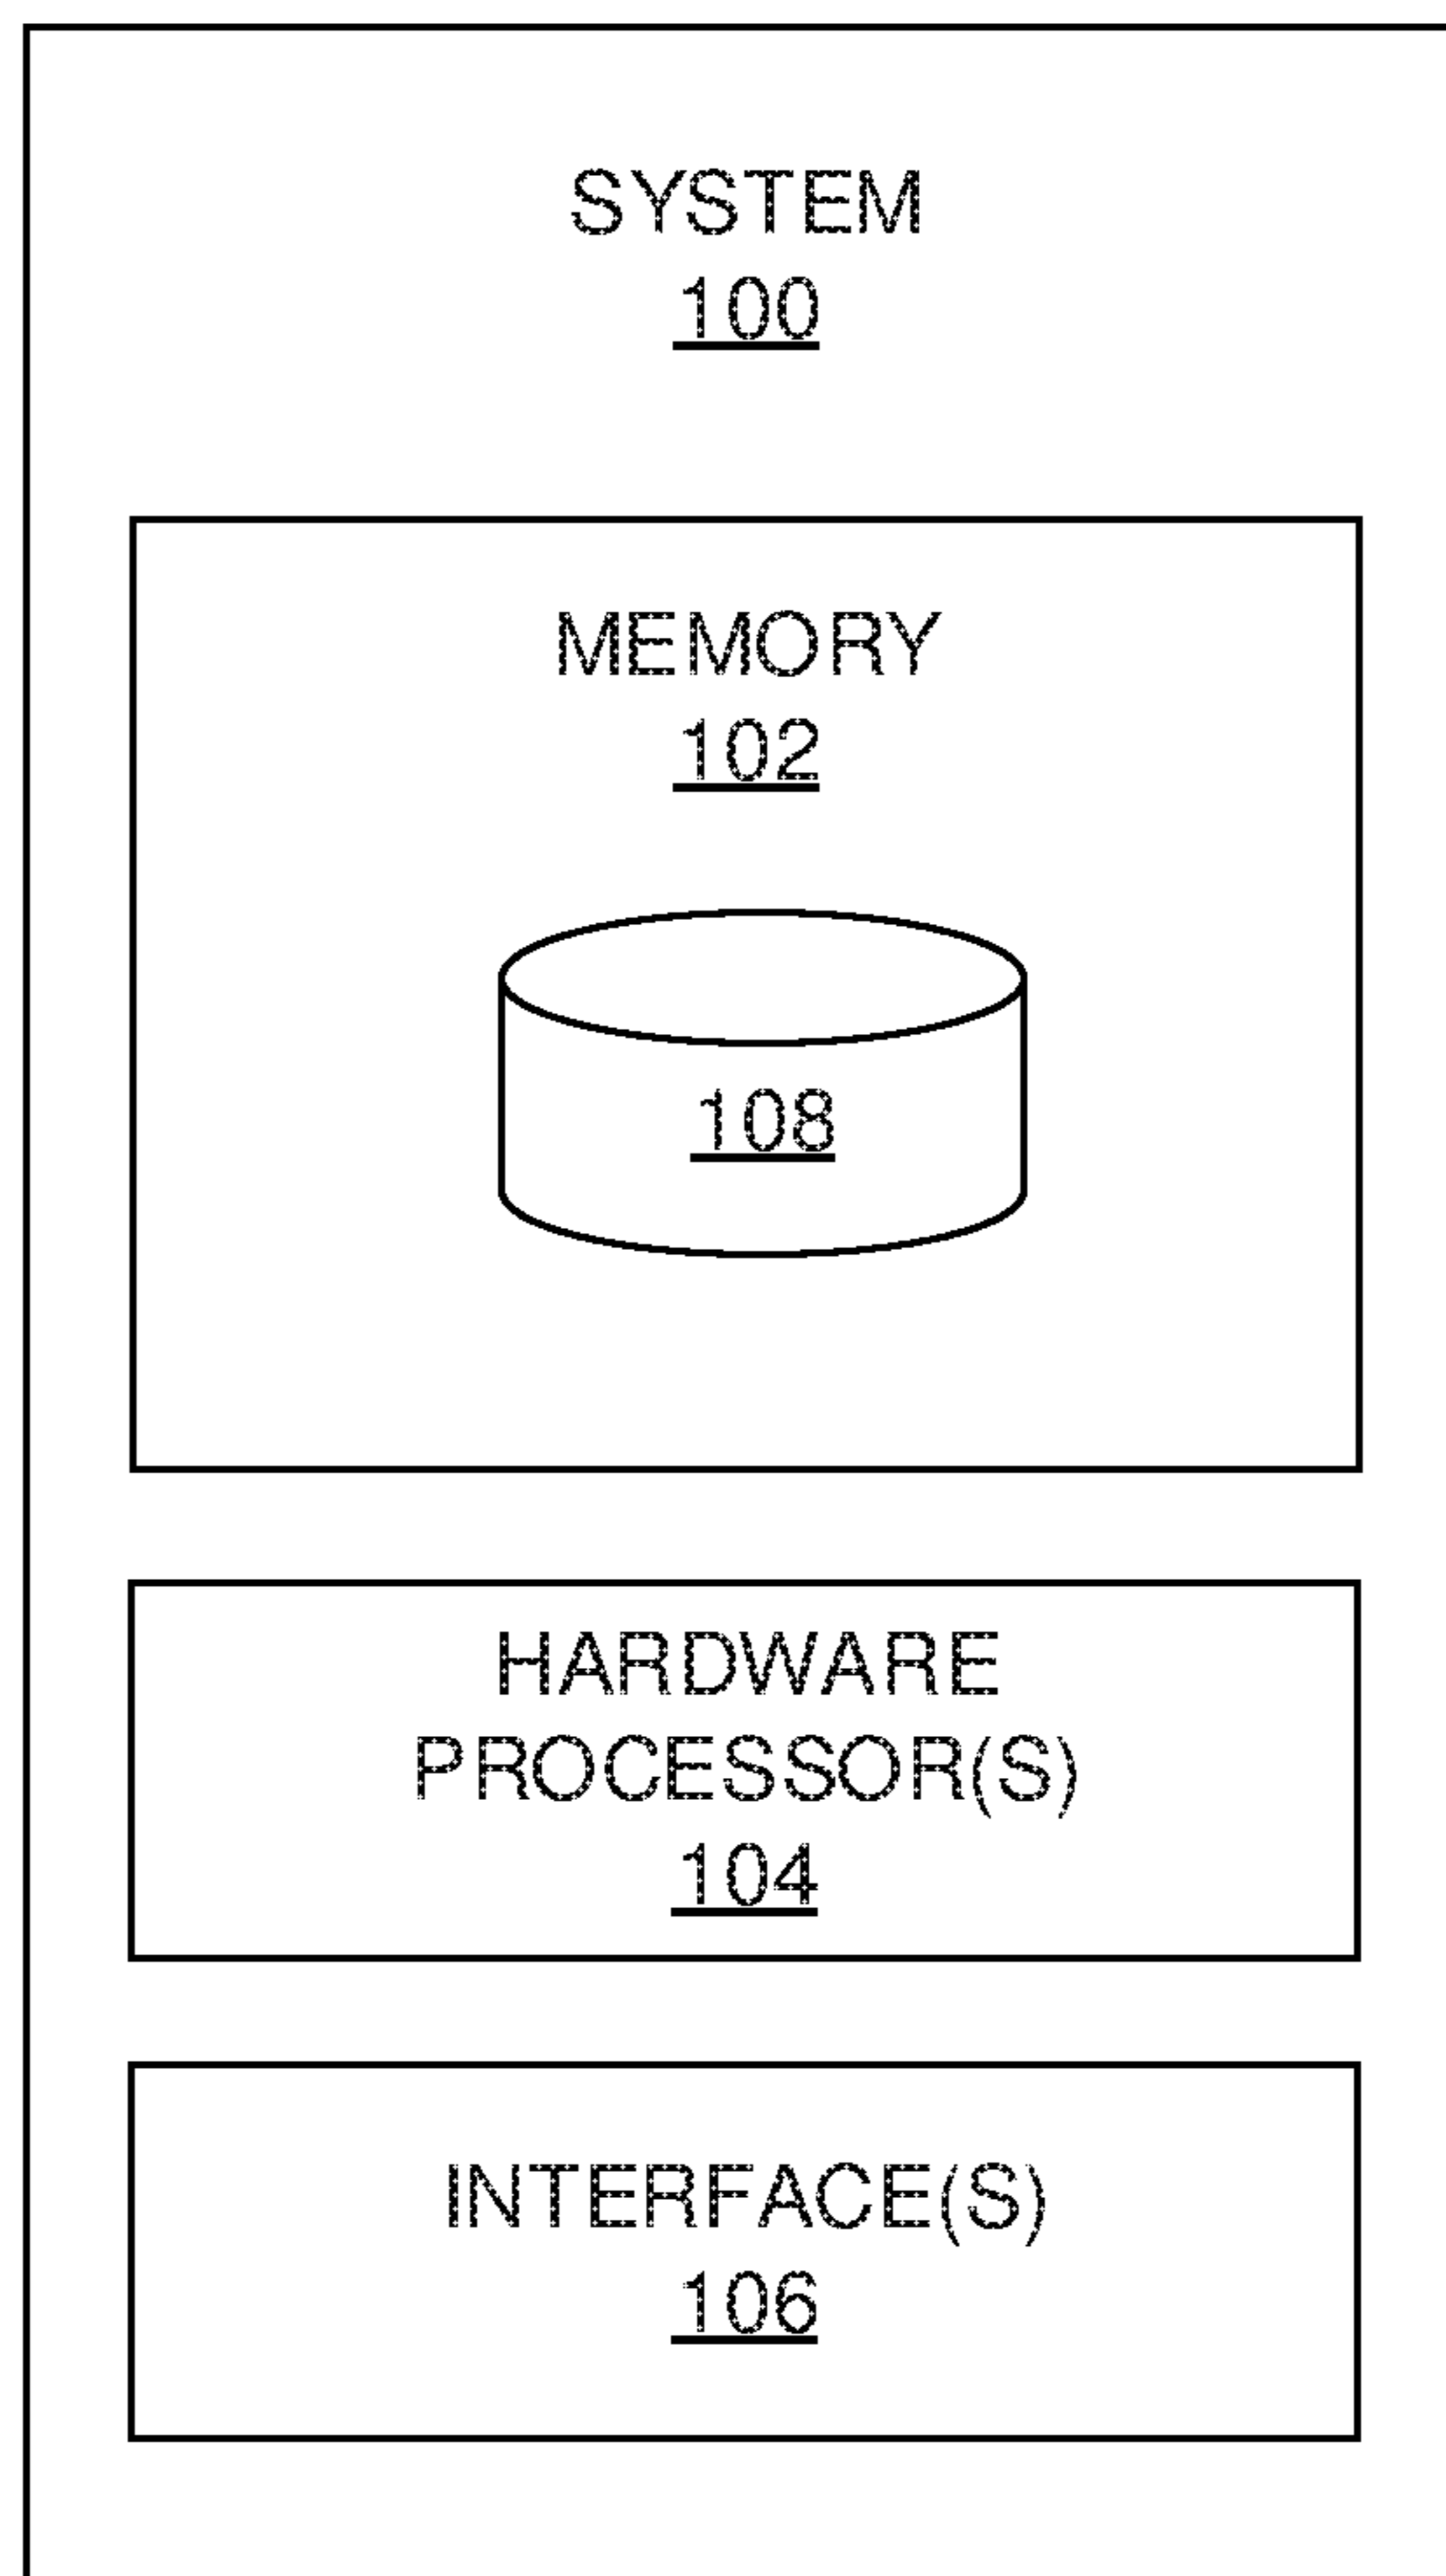 SYSTEM
100
MEMORY
102
108
HARDWARE
PROCESSOR(S)
104
INTERFACE(S)
106